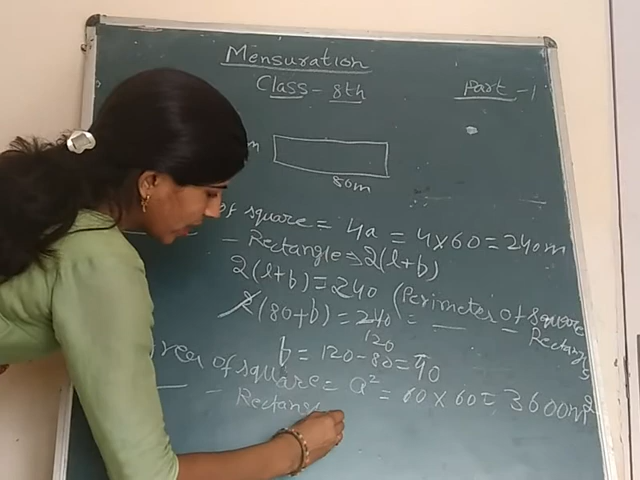 Mensuration
Class - 8th
Part - 1
m
80m
of square = 4a = 4×60 = 240m
- Rectangle ⇒ 2(l+b)
2(l+b) = 240 (Perimeter of square
2(80+b) = 240 = — — Rectangle
120
b = 120-80 = 40
Area of square = a² = 60 × 60 = 3600m²
— - Rectang